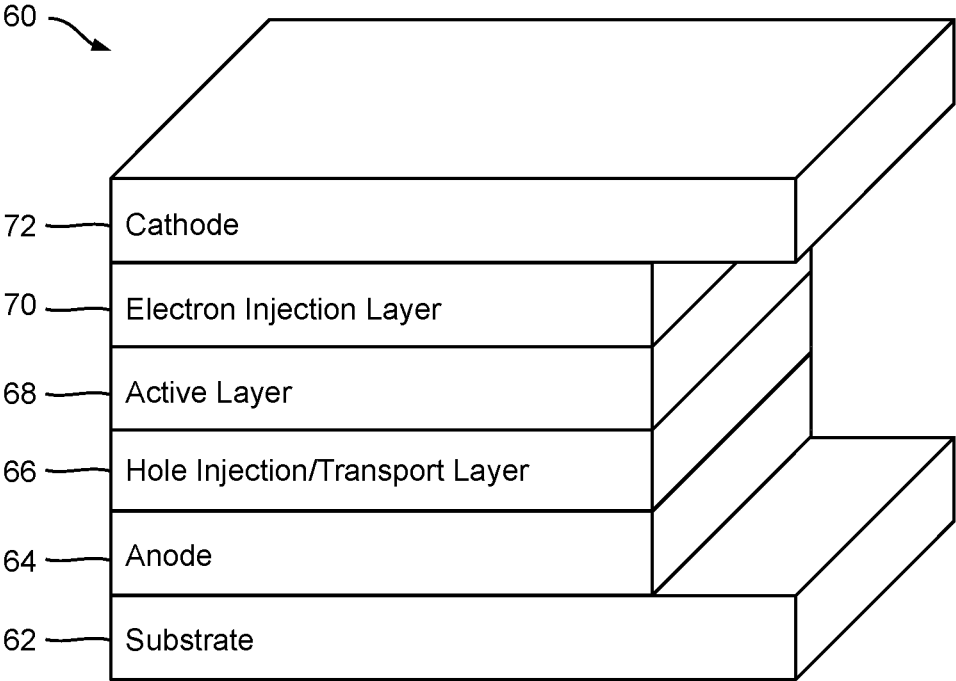 60
72 Cathode
70 Electron Injection Layer
68 Active Layer
66 Hole Injection/Transport Layer
64 Anode
62 Substrate